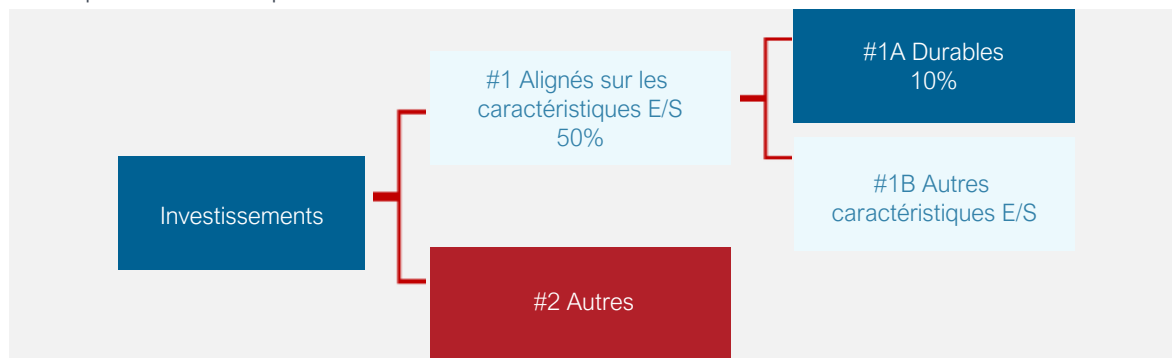 #1A Durables
10%
#1 Alignés sur les
caractéristiques E/S
50%
#1B Autres
caractéristiques E/S
Investissements
#2 Autres